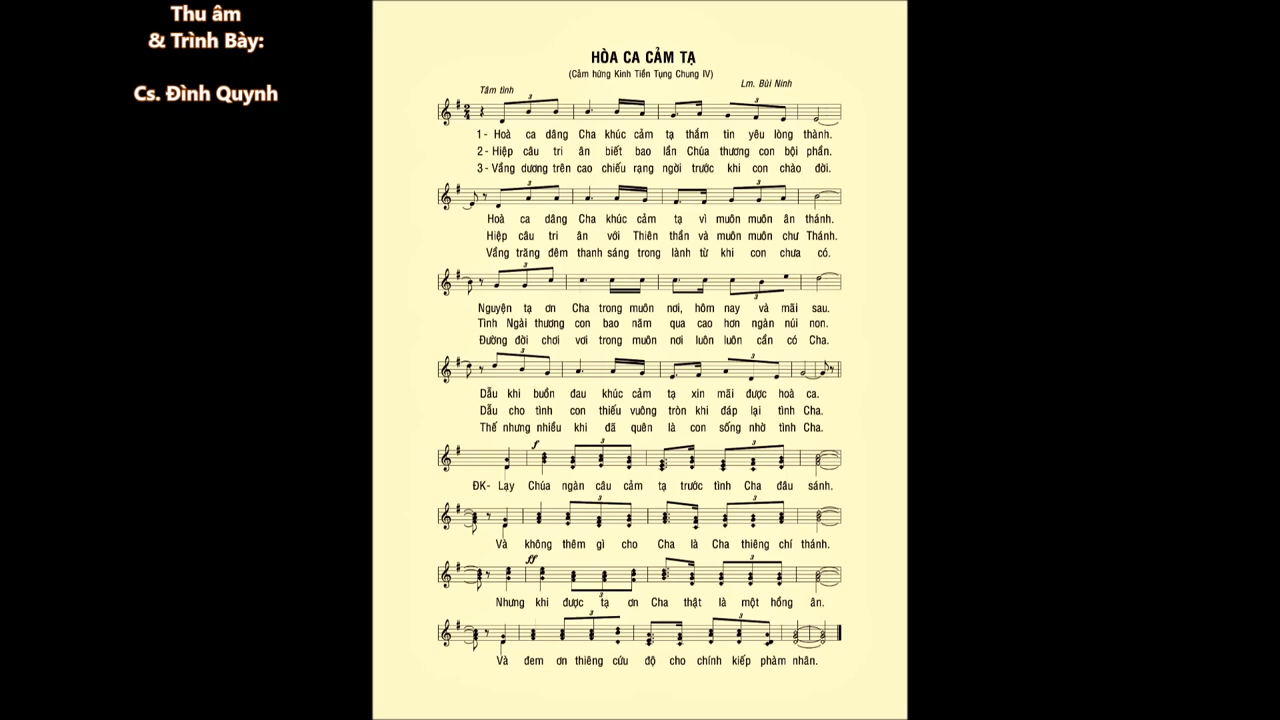 Thu âm
& Trình Bày:
Cs. Đình Quynh
HÒA CA CẢM TẠ
(Cảm hứng Kinh Tiền Tụng Chung IV)
Tâm tình
Lm. Bùi Ninh
1- Hoà ca dâng Cha khúc cảm tạ thắm tin yêu lòng thành.
2- Hiệp câu tri ân biết bao lần Chúa thương con bội phần.
3- Vầng dương trên cao chiếu rạng ngời trước khi con chào đời.
Hoà ca dâng Cha khúc cảm tạ vì muôn muôn ân thánh.
Hiệp câu tri ân với Thiên thần và muôn muôn chư Thánh.
Vầng trăng đêm thanh sáng trong lành từ khi con chưa có.
Nguyện tạ ơn Cha trong muôn nơi, hôm nay và mãi sau.
Tình Ngài thương con bao năm qua cao hơn ngàn núi non.
Đường đời chơi vơi trong muôn nơi luôn luôn cần có Cha.
Dẫu khi buồn đau khúc cảm tạ xin mãi được hoà ca.
Dẫu cho tình con thiếu vuông tròn khi đáp lại tình Cha.
Thế nhưng nhiều khi đã quên là con sống nhờ tình Cha.
f
ĐK- Lạy Chúa ngàn câu cảm tạ trước tình Cha đâu sánh.
Và không thêm gì cho Cha là Cha thiêng chí thánh.
ff
Nhưng khi được tạ ơn Cha thật là một hồng ân.
Và đem ơn thiêng cứu độ cho chính kiếp phàm nhân.